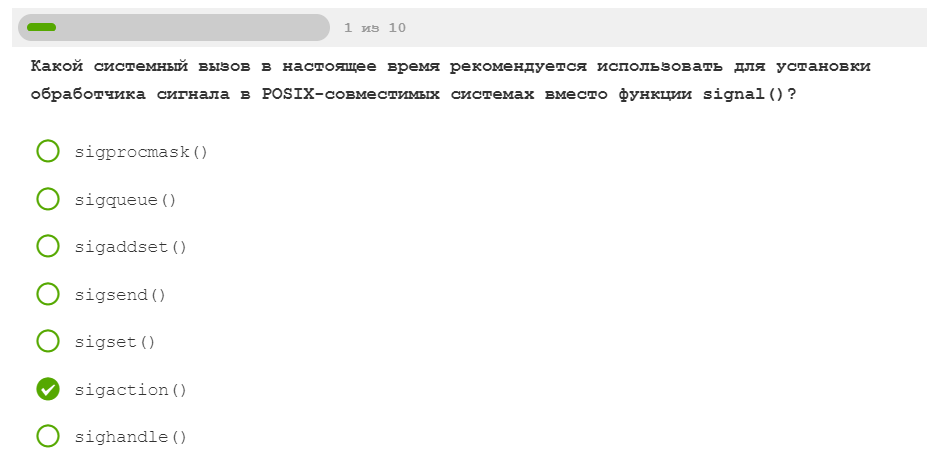 1 из 10
Какой системный вызов в настоящее время рекомендуется использовать для установки
обработчика сигнала в POSIX-совместимых системах вместо функции signal()?
sigprocmask()
sigqueue()
sigaddset()
sigsend()
sigset()
sigaction()
sighandle()